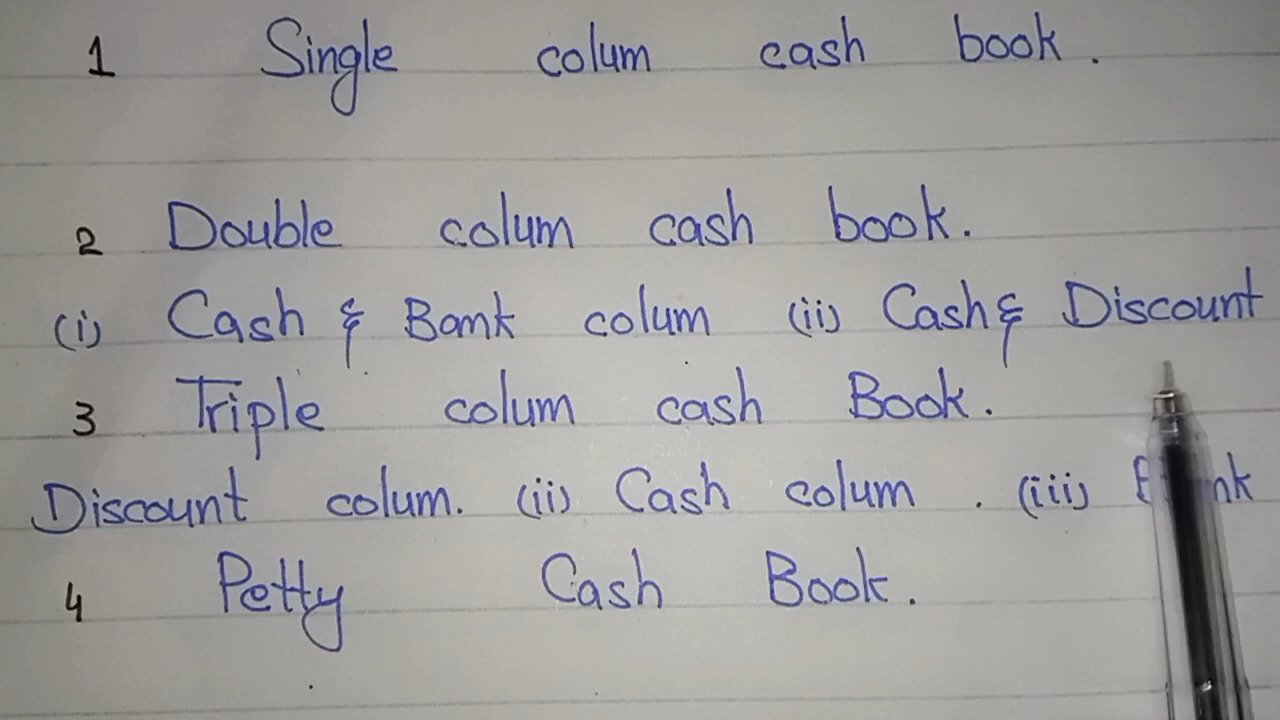 1 Single colum cash book.
2 Double colum cash book.
(i) Cash & Bank colum (ii) Cash & Discount
3 Triple colum cash Book.
Discount colum. (ii) Cash colum . (iii)
4 Petty Cash Book.